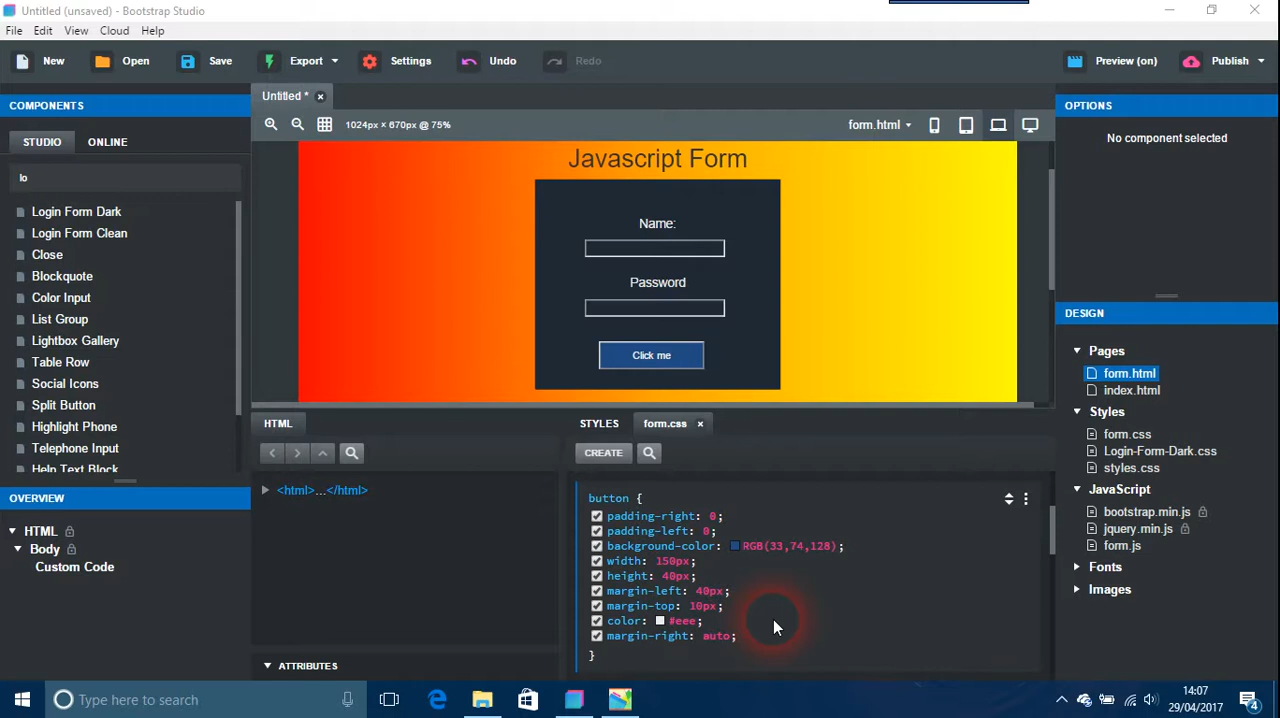 Untitled (unsaved) - Bootstrap Studio
File Edit View Cloud Help
New Open Save Export Settings Undo Redo Preview (on) Publish
COMPONENTS
STUDIO ONLINE
lo
Login Form Dark
Login Form Clean
Close
Blockquote
Color Input
List Group
Lightbox Gallery
Table Row
Social Icons
Split Button
Highlight Phone
Telephone Input
Help Text Block
OVERVIEW
HTML
Body
Custom Code
Untitled *
1024px × 670px @ 75%
form.html
Javascript Form
Name:
Password
Click me
HTML
<html>...</html>
ATTRIBUTES
STYLES form.css
CREATE
button {
padding-right: 0;
padding-left: 0;
background-color: RGB(33,74,128);
width: 150px;
height: 40px;
margin-left: 40px;
margin-top: 10px;
color: #eee;
margin-right: auto;
}
OPTIONS
No component selected
DESIGN
Pages
form.html
index.html
Styles
form.css
Login-Form-Dark.css
styles.css
JavaScript
bootstrap.min.js
jquery.min.js
form.js
Fonts
Images
Type here to search
14:07
29/04/2017
4